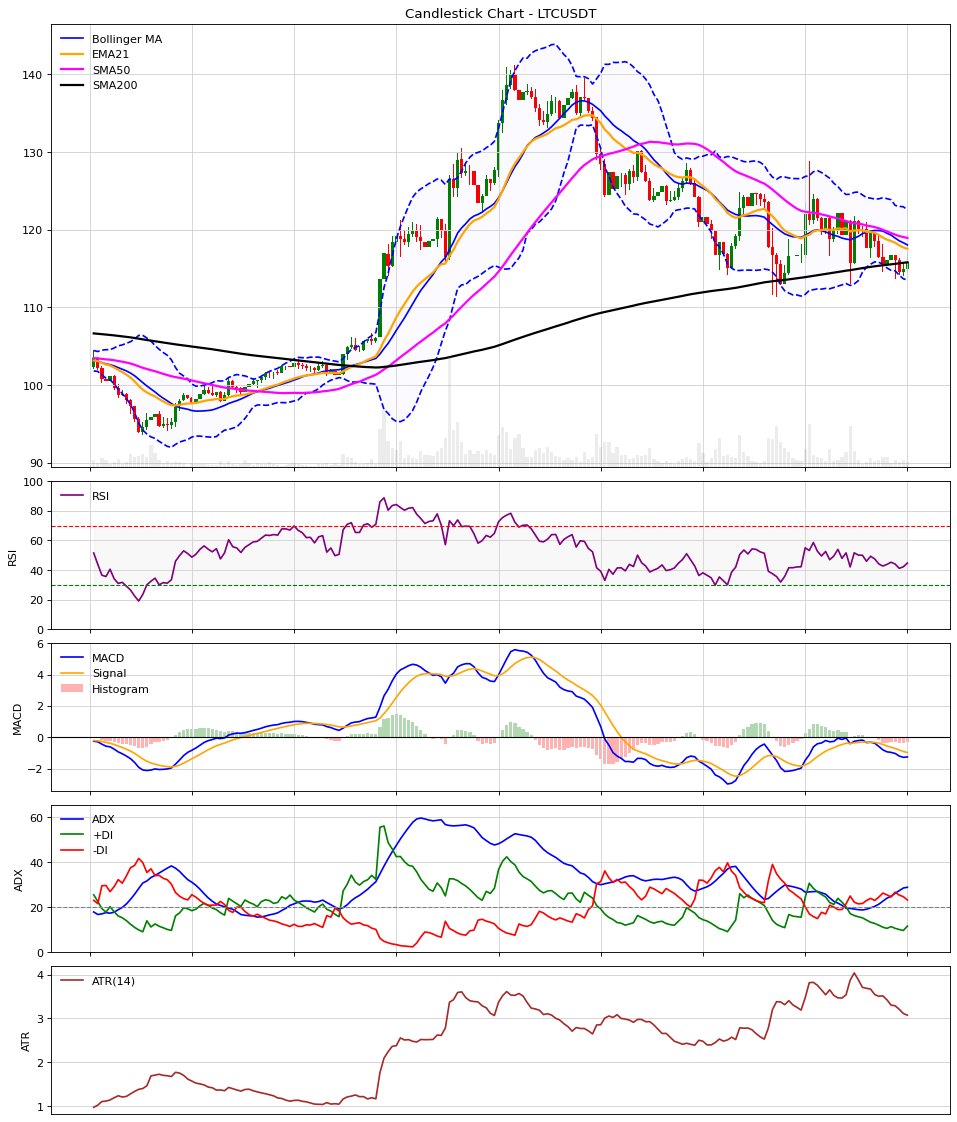 Candlestick Chart - LTCUSDT
Bollinger MA
EMA21
SMA50
SMA200
140
130
120
110
100
90
RSI
RSI
100
80
60
40
20
0
MACD
Signal
Histogram
MACD
6
4
2
0
−2
ADX
+DI
-DI
ADX
60
40
20
0
ATR(14)
ATR
4
3
2
1